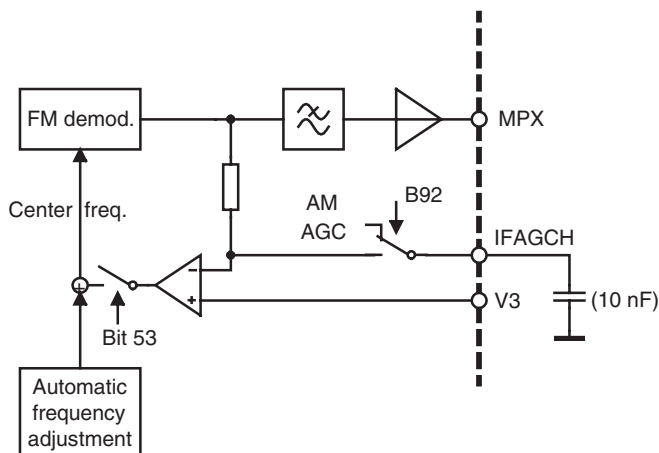 FM demod.
MPX
Center freq.
AM
AGC
B92
IFAGCH
-
+
+
V3
(10 nF)
Bit 53
Automatic
frequency
adjustment